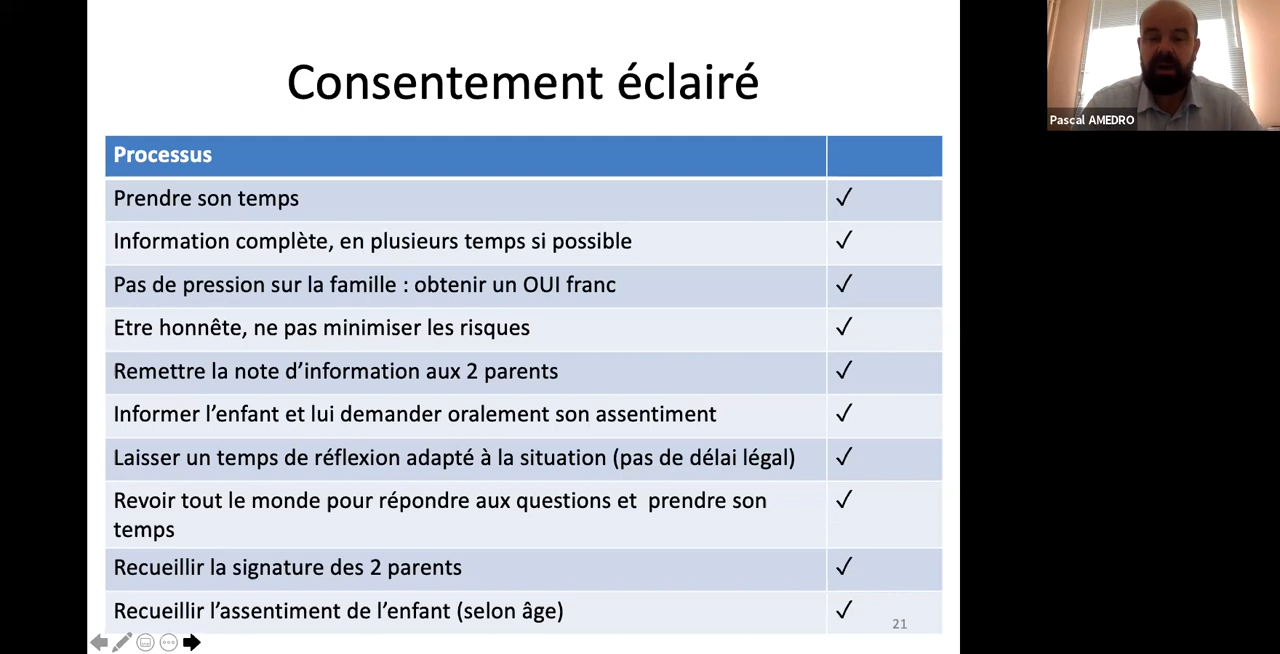 Consentement éclairé
Pascal AMEDRO
Processus
Prendre son temps ✓
Information complète, en plusieurs temps si possible ✓
Pas de pression sur la famille : obtenir un OUI franc ✓
Etre honnête, ne pas minimiser les risques ✓
Remettre la note d’information aux 2 parents ✓
Informer l’enfant et lui demander oralement son assentiment ✓
Laisser un temps de réflexion adapté à la situation (pas de délai légal) ✓
Revoir tout le monde pour répondre aux questions et prendre son ✓
temps
Recueillir la signature des 2 parents ✓
Recueillir l’assentiment de l’enfant (selon âge) ✓
21